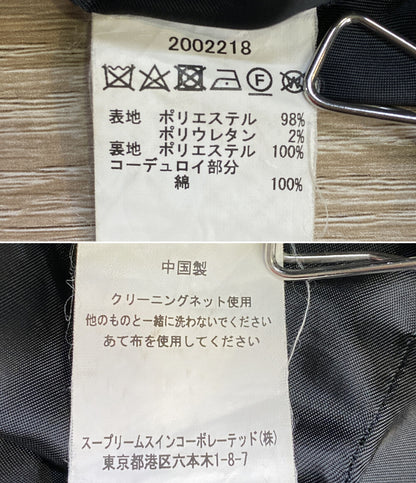 2002218
表地 ポリエステル 98%
ポリウレタン 2%
裏地 ポリエステル 100%
コーデュロイ部分
綿 100%
中国製
クリーニングネット使用
他のものと一緒に洗わないでください
あて布を使用してください
スープリームスインコーポレーテッド(株)
東京都港区六本木1-8-7